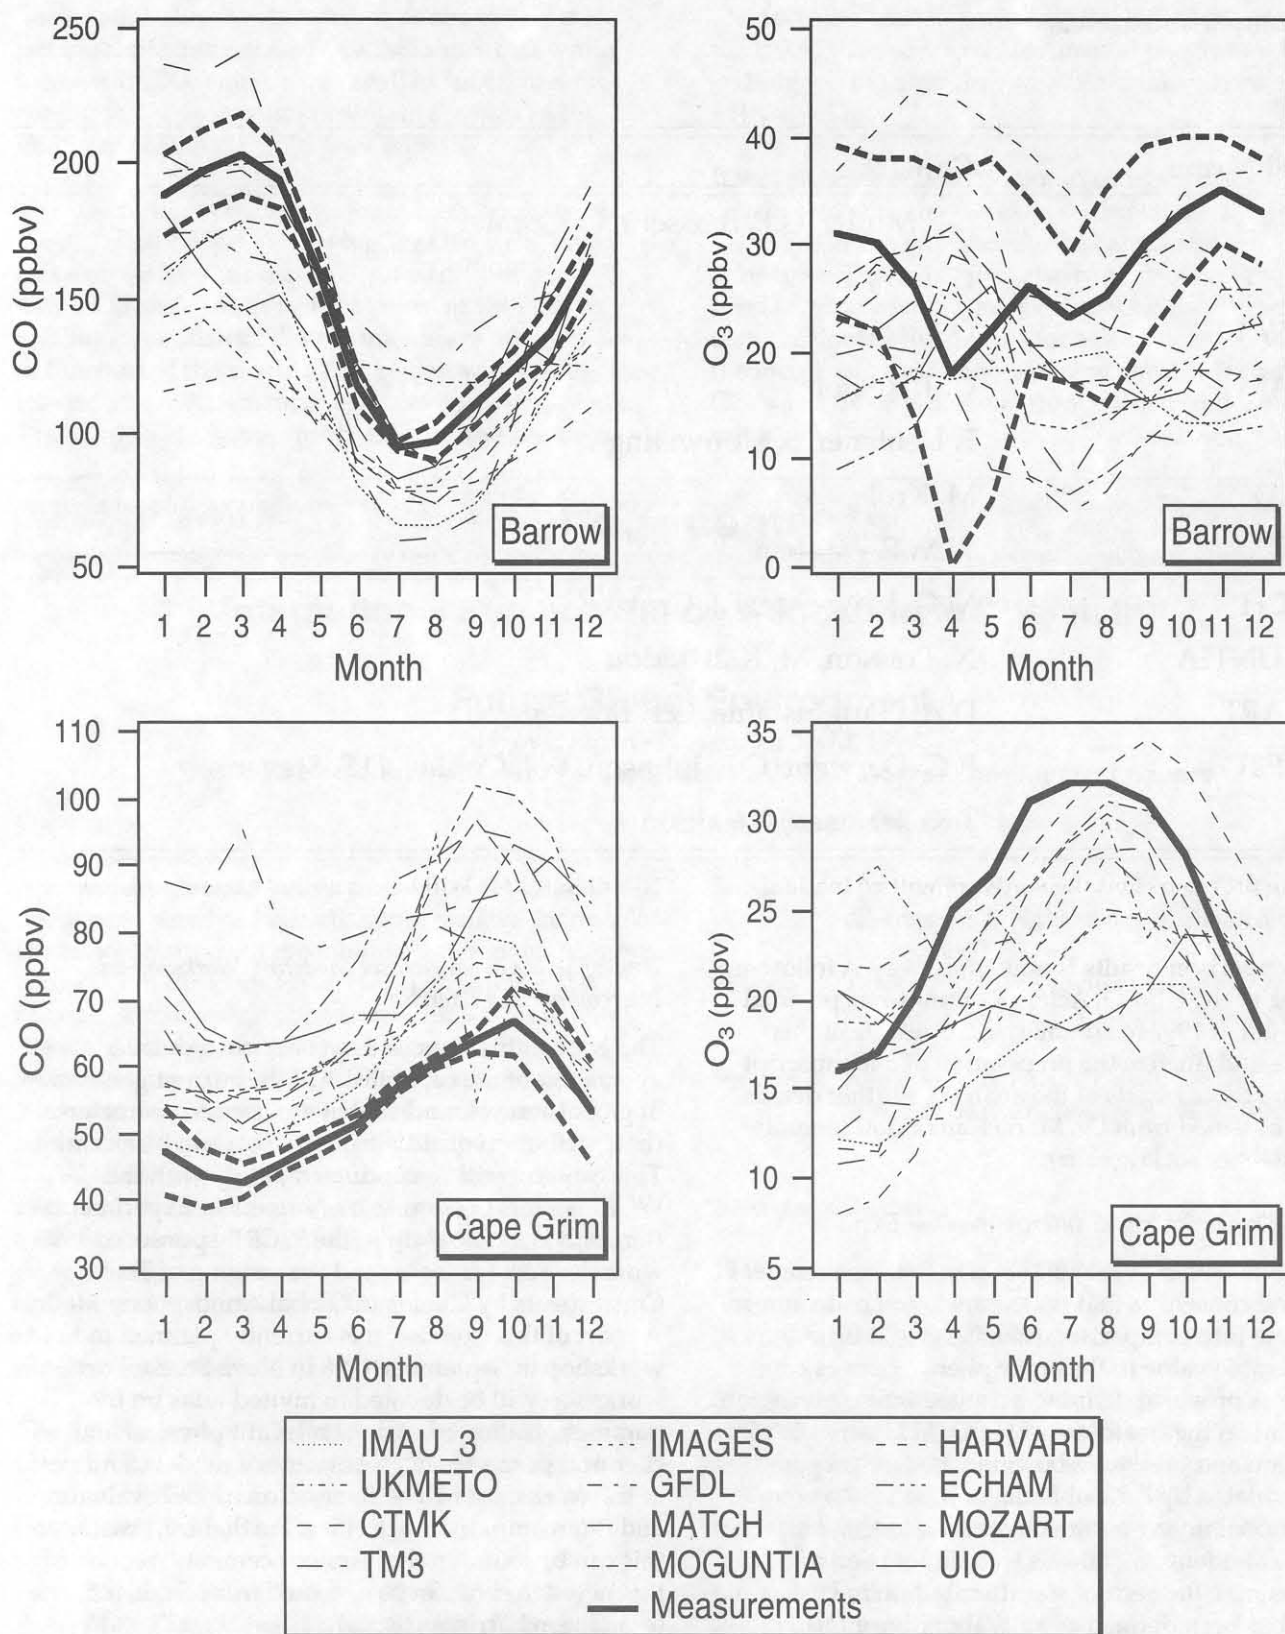 250
200
150
100
50
CO (ppbv)
Barrow
1 2 3 4 5 6 7 8 9 10 11 12
Month
50
40
30
20
10
0
O3 (ppbv)
Barrow
1 2 3 4 5 6 7 8 9 10 11 12
Month
110
100
90
80
70
60
50
40
30
CO (ppbv)
Cape Grim
1 2 3 4 5 6 7 8 9 10 11 12
Month
35
30
25
20
15
10
5
O3 (ppbv)
Cape Grim
1 2 3 4 5 6 7 8 9 10 11 12
Month
IMAU_3 IMAGES HARVARD
UKMETO GFDL ECHAM
CTMK MATCH MOZART
TM3 MOGUNTIA UIO
Measurements